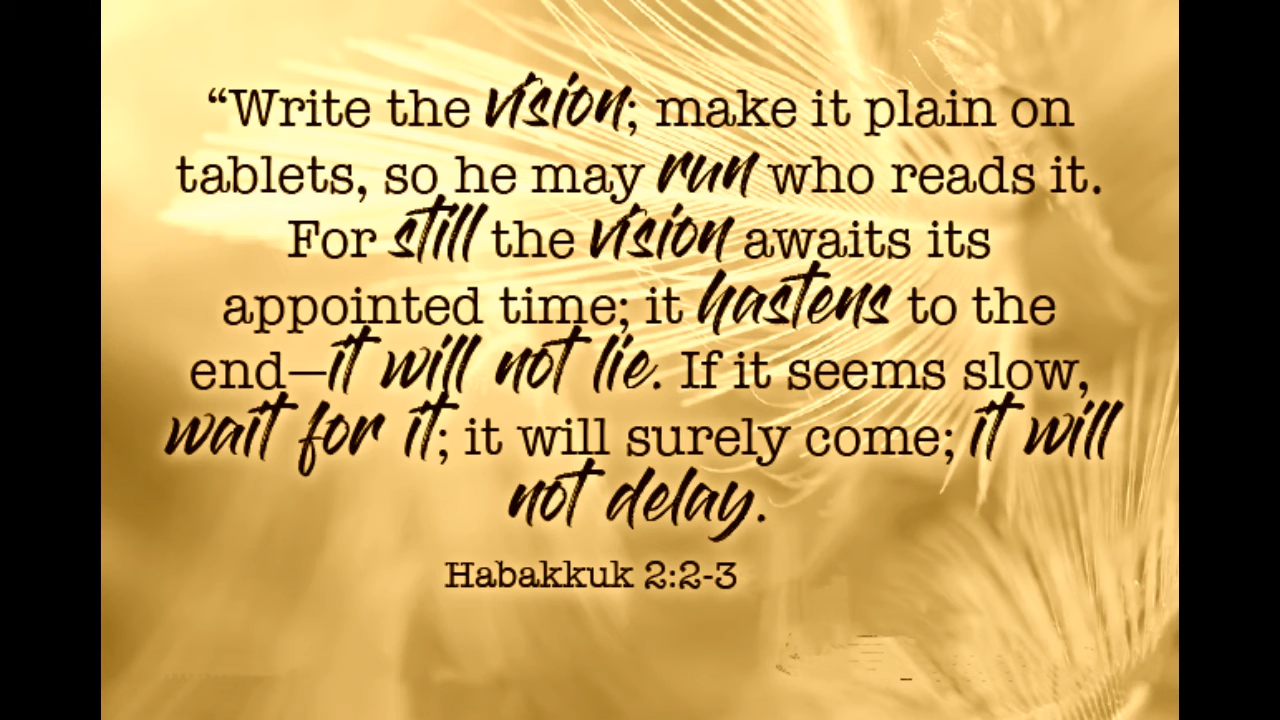 “Write the vision; make it plain on
tablets, so he may run who reads it.
For still the vision awaits its
appointed time; it hastens to the
end—it will not lie. If it seems slow,
wait for it; it will surely come; it will
not delay.
Habakkuk 2:2-3